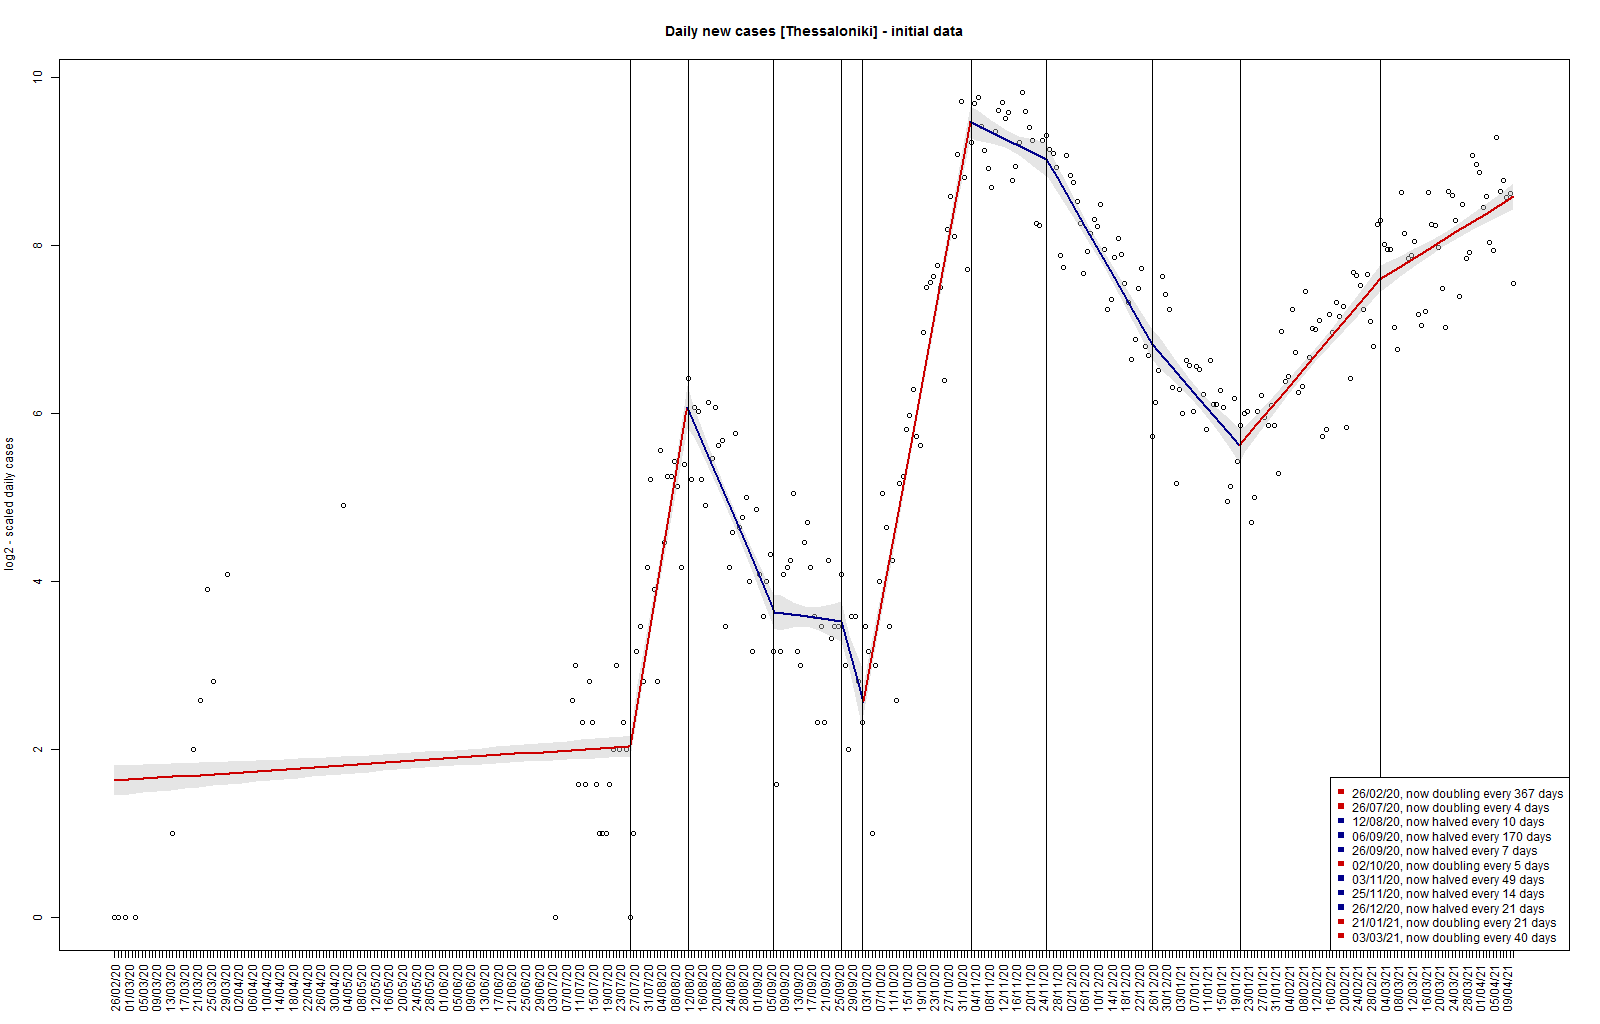 Daily new cases [Thessaloniki] - initial data
log2 - scaled daily cases
10
8
6
4
2
0
26/02/20, now doubling every 367 days
26/07/20, now doubling every 4 days
12/08/20, now halved every 10 days
06/09/20, now halved every 170 days
26/09/20, now halved every 7 days
02/10/20, now doubling every 5 days
03/11/20, now halved every 49 days
25/11/20, now halved every 14 days
26/12/20, now halved every 21 days
21/01/21, now doubling every 21 days
03/03/21, now doubling every 40 days
26/02/20 01/03/20 05/03/20 09/03/20 13/03/20 17/03/20 21/03/20 25/03/20 29/03/20 02/04/20 06/04/20 10/04/20 14/04/20 18/04/20 22/04/20 26/04/20 30/04/20 04/05/20 08/05/20 12/05/20 16/05/20 20/05/20 24/05/20 28/05/20 01/06/20 05/06/20 09/06/20 13/06/20 17/06/20 21/06/20 25/06/20 29/06/20 03/07/20 07/07/20 11/07/20 15/07/20 19/07/20 23/07/20 27/07/20 31/07/20 04/08/20 08/08/20 12/08/20 16/08/20 20/08/20 24/08/20 28/08/20 01/09/20 05/09/20 09/09/20 13/09/20 17/09/20 21/09/20 25/09/20 29/09/20 03/10/20 07/10/20 11/10/20 15/10/20 19/10/20 23/10/20 27/10/20 31/10/20 04/11/20 08/11/20 12/11/20 16/11/20 20/11/20 24/11/20 28/11/20 02/12/20 06/12/20 10/12/20 14/12/20 18/12/20 22/12/20 26/12/20 30/12/20 03/01/21 07/01/21 11/01/21 15/01/21 19/01/21 23/01/21 27/01/21 31/01/21 04/02/21 08/02/21 12/02/21 16/02/21 20/02/21 24/02/21 28/02/21 04/03/21 08/03/21 12/03/21 16/03/21 20/03/21 24/03/21 28/03/21 01/04/21 05/04/21 09/04/21